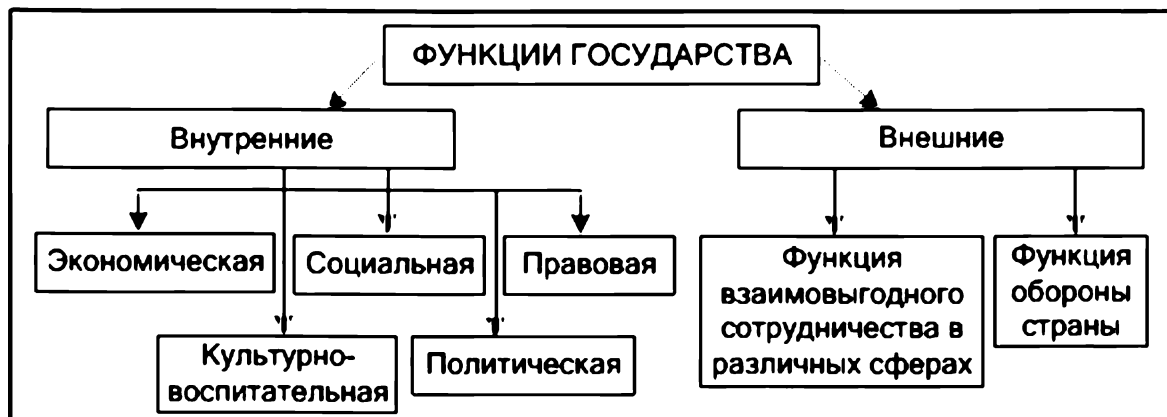 ФУНКЦИИ ГОСУДАРСТВА
Внутренние
Внешние
Экономическая
Социальная
Правовая
Культурно-
воспитательная
Политическая
Функция
взаимовыгодного
сотрудничества в
различных сферах
Функция
обороны
страны